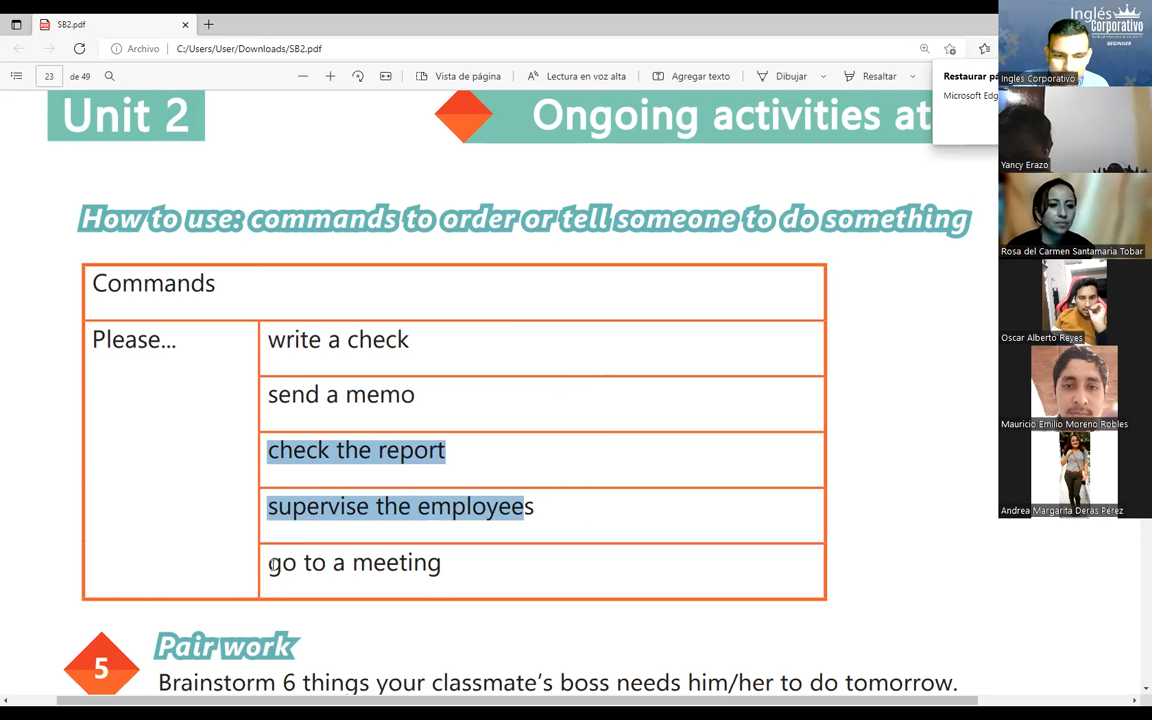 SB2.pdf
Archivo C:/Users/User/Downloads/SB2.pdf
23 de 49 Vista de página Lectura en voz alta Agregar texto Dibujar Resaltar
Restaurar
Microsoft Edg
Unit 2
Ongoing activities at
How to use: commands to order or tell someone to do something
Commands
Please... write a check
send a memo
check the report
supervise the employees
go to a meeting
5 Pair work
Brainstorm 6 things your classmate's boss needs him/her to do tomorrow.
Inglés
Corporativo
BEGINNER
Inglés Corporativo
Yancy Erazo
Rosa del Carmen Santamaria Tobar
Oscar Alberto Reyes
Mauricio Emilio Moreno Robles
Andrea Margarita Deras Pérez